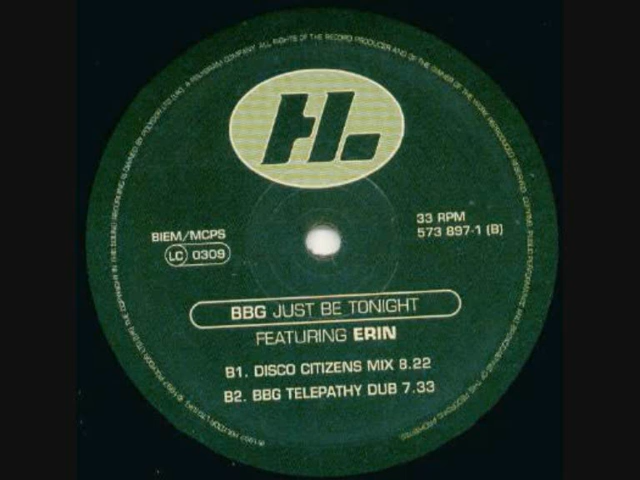 HL
BIEM/MCPS
LC 0309
33 RPM
573 897-1 (B)
BBG JUST BE TONIGHT
FEATURING ERIN
B1. DISCO CITIZENS MIX 8.22
B2. BBG TELEPATHY DUB 7.33